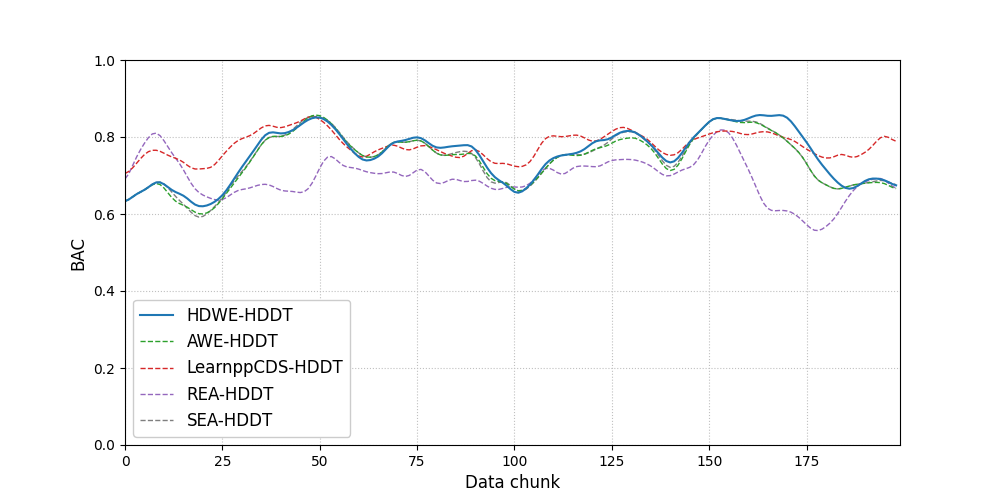 1.0
0.8
0.6
0.4
0.2
0.0
BAC
HDWE-HDDT
AWE-HDDT
LearnppCDS-HDDT
REA-HDDT
SEA-HDDT
0 25 50 75 100 125 150 175
Data chunk